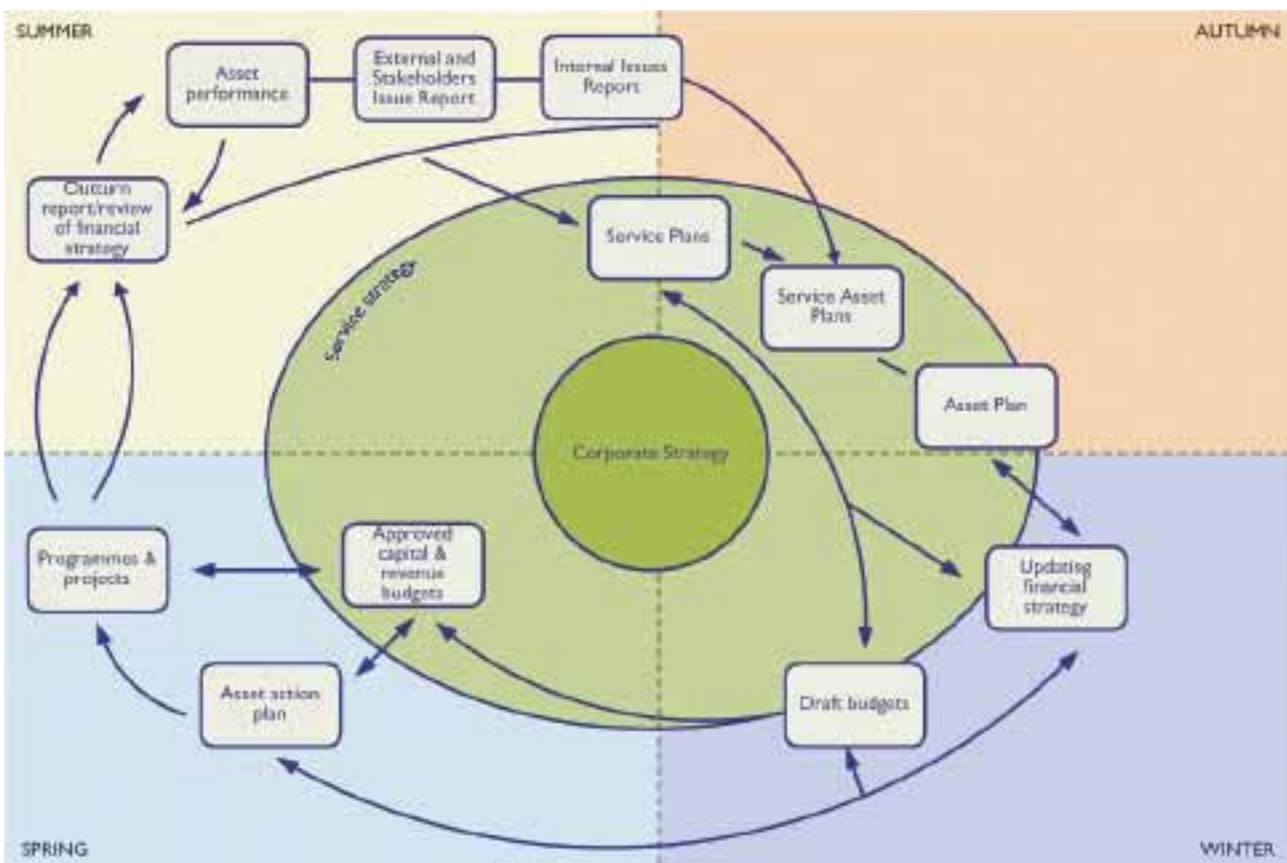 SUMMER
AUTUMN
Asset
performance
External and
Stakeholders
Issue Report
Internal Issues
Report
Outturn
report/review
of financial
strategy
Service Plans
Service strategy
Service Asset
Plans
Asset Plan
Corporate Strategy
Programmes &
projects
Approved
capital &
revenue
budgets
Updating
financial
strategy
Asset action
plan
Draft budgets
SPRING
WINTER